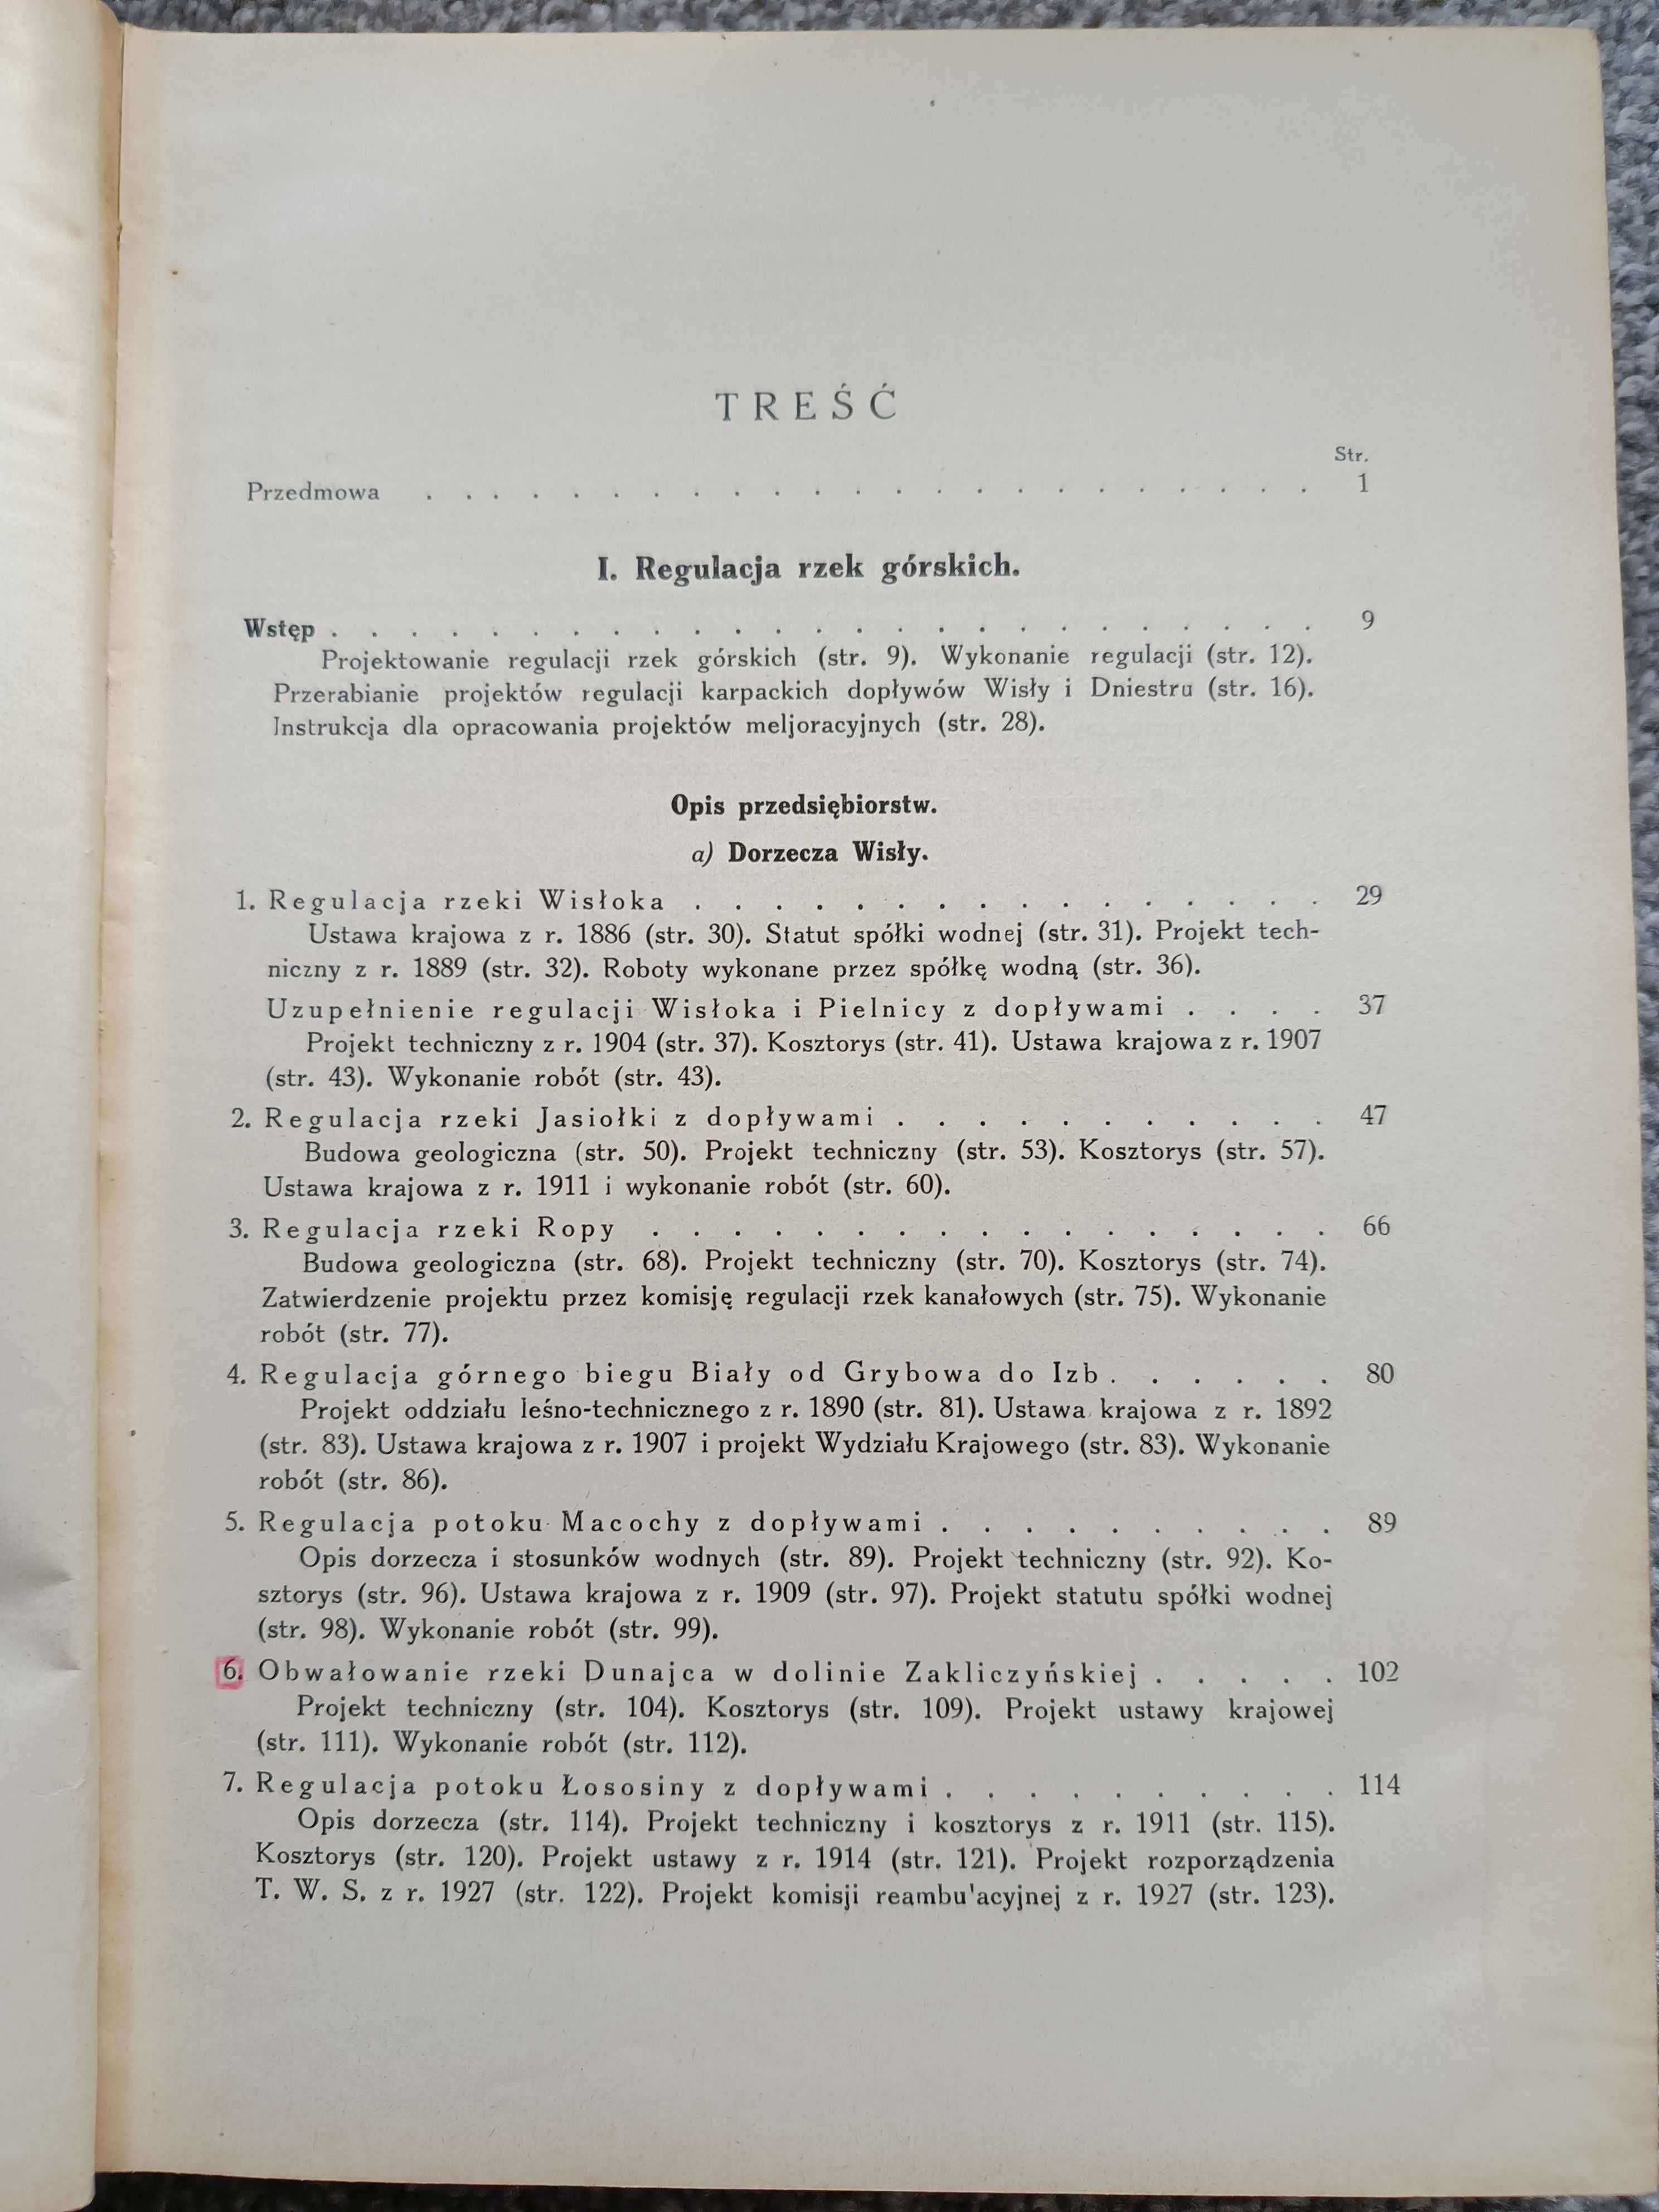 TREŚĆ
Str.
Przedmowa . . . . . . . . . . . . . . . . . . . . . . . 1
I. Regulacja rzek górskich.
Wstęp . . . . . . . . . . . . . . . . . . . . . . . . . 9
Projektowanie regulacji rzek górskich (str. 9). Wykonanie regulacji (str. 12).
Przerabianie projektów regulacji karpackich dopływów Wisły i Dniestru (str. 16).
Instrukcja dla opracowania projektów meljoracyjnych (str. 28).
Opis przedsiębiorstw.
a) Dorzecza Wisły.
1. Regulacja rzeki Wisłoka . . . . . . . . . . . . . . . . 29
Ustawa krajowa z r. 1886 (str. 30). Statut spółki wodnej (str. 31). Projekt tech-
niczny z r. 1889 (str. 32). Roboty wykonane przez spółkę wodną (str. 36).
Uzupełnienie regulacji Wisłoka i Pielnicy z dopływami . . . . 37
Projekt techniczny z r. 1904 (str. 37). Kosztorys (str. 41). Ustawa krajowa z r. 1907
(str. 43). Wykonanie robót (str. 43).
2. Regulacja rzeki Jasiołki z dopływami . . . . . . . . . . . 47
Budowa geologiczna (str. 50). Projekt techniczny (str. 53). Kosztorys (str. 57).
Ustawa krajowa z r. 1911 i wykonanie robót (str. 60).
3. Regulacja rzeki Ropy . . . . . . . . . . . . . . . . . 66
Budowa geologiczna (str. 68). Projekt techniczny (str. 70). Kosztorys (str. 74).
Zatwierdzenie projektu przez komisję regulacji rzek kanałowych (str. 75). Wykonanie
robót (str. 77).
4. Regulacja górnego biegu Biały od Grybowa do Izb . . . . . . 80
Projekt oddziału leśno-technicznego z r. 1890 (str. 81). Ustawa krajowa z r. 1892
(str. 83). Ustawa krajowa z r. 1907 i projekt Wydziału Krajowego (str. 83). Wykonanie
robót (str. 86).
5. Regulacja potoku Macochy z dopływami . . . . . . . . . . 89
Opis dorzecza i stosunków wodnych (str. 89). Projekt techniczny (str. 92). Ko-
sztorys (str. 96). Ustawa krajowa z r. 1909 (str. 97). Projekt statutu spółki wodnej
(str. 98). Wykonanie robót (str. 99).
6. Obwałowanie rzeki Dunajca w dolinie Zakliczyńskiej . . . . . 102
Projekt techniczny (str. 104). Kosztorys (str. 109). Projekt ustawy krajowej
(str. 111). Wykonanie robót (str. 112).
7. Regulacja potoku Łososiny z dopływami . . . . . . . . . . 114
Opis dorzecza (str. 114). Projekt techniczny i kosztorys z r. 1911 (str. 115).
Kosztorys (str. 120). Projekt ustawy z r. 1914 (str. 121). Projekt rozporządzenia
T. W. S. z r. 1927 (str. 122). Projekt komisji reambu'acyjnej z r. 1927 (str. 123).